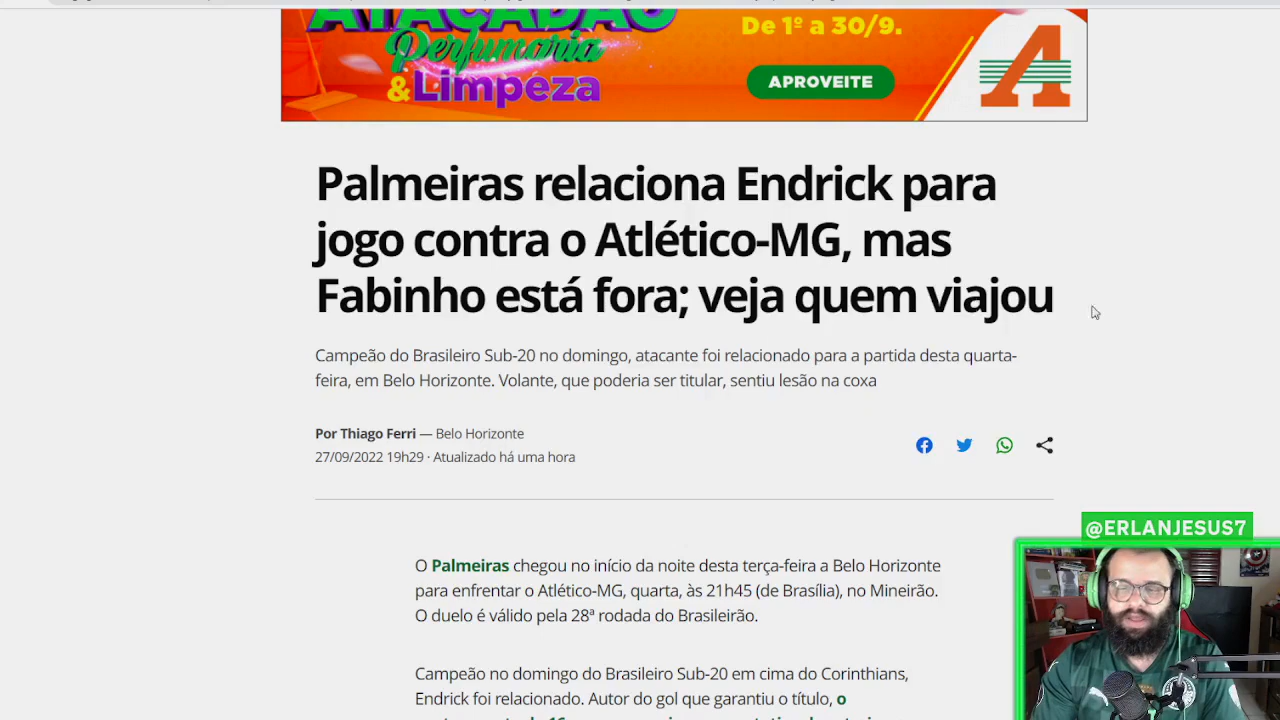 ATACADÃO
Perfumaria
& Limpeza
De 1º a 30/9.
APROVEITE
Palmeiras relaciona Endrick para
jogo contra o Atlético-MG, mas
Fabinho está fora; veja quem viajou
Campeão do Brasileiro Sub-20 no domingo, atacante foi relacionado para a partida desta quarta-
feira, em Belo Horizonte. Volante, que poderia ser titular, sentiu lesão na coxa
Por Thiago Ferri — Belo Horizonte
27/09/2022 19h29 · Atualizado há uma hora
@ERLANJESUS7
O Palmeiras chegou no início da noite desta terça-feira a Belo Horizonte
para enfrentar o Atlético-MG, quarta, às 21h45 (de Brasília), no Mineirão.
O duelo é válido pela 28ª rodada do Brasileirão.
Campeão no domingo do Brasileiro Sub-20 em cima do Corinthians,
Endrick foi relacionado. Autor do gol que garantiu o título, o